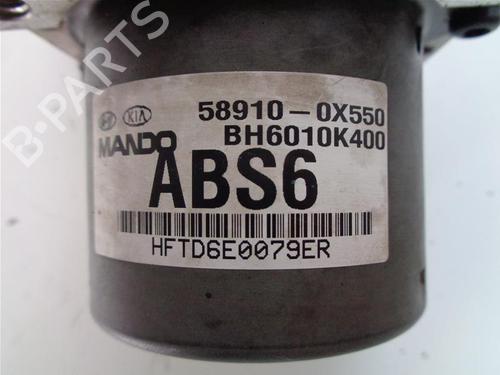 58910-0X550
KIA
BH6010K400
MANDO
ABS6
HFTD6E0079ER
B-PARTS